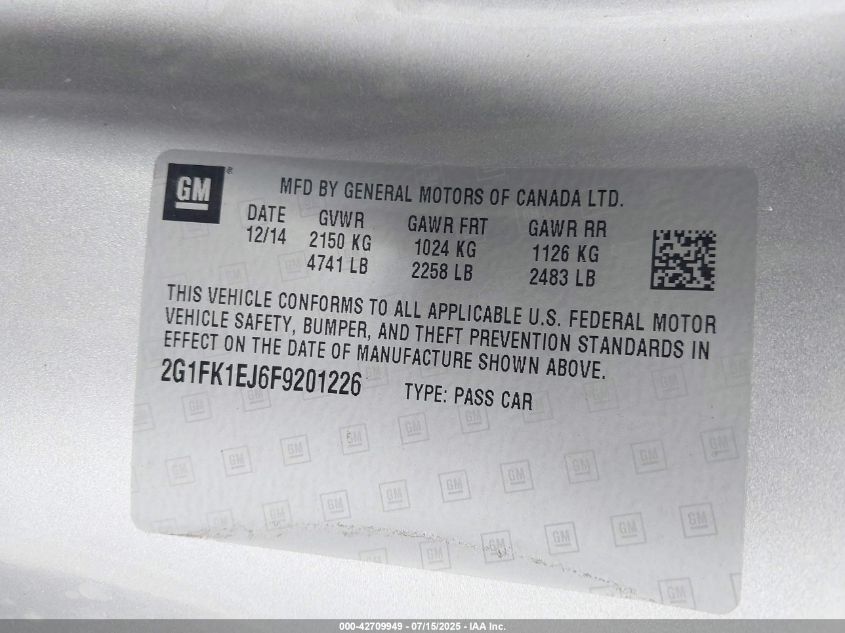 GM®
MFD BY GENERAL MOTORS OF CANADA LTD.
DATE GVWR GAWR FRT GAWR RR
12/14 2150 KG 1024 KG 1126 KG
4741 LB 2258 LB 2483 LB
THIS VEHICLE CONFORMS TO ALL APPLICABLE U.S. FEDERAL MOTOR
VEHICLE SAFETY, BUMPER, AND THEFT PREVENTION STANDARDS IN
EFFECT ON THE DATE OF MANUFACTURE SHOWN ABOVE.
2G1FK1EJ6F9201226 TYPE: PASS CAR
000-42709949 - 07/15/2025 - IAA Inc.